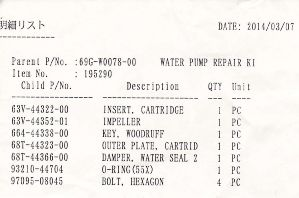 明細リスト DATE: 2014/03/07
Parent P/No. :69G-W0078-00 WATER PUMP REPAIR KI
Item No. : 195290
Child P/No. Description QTY Unit
63V-44322-00 INSERT, CARTRIDGE 1 PC
63V-44352-01 IMPELLER 1 PC
664-44338-00 KEY, WOODRUFF 1 PC
68T-44323-00 OUTER PLATE, CARTRID 1 PC
68T-44366-00 DAMPER, WATER SEAL 2 1 PC
93210-44704 O-RING(55X) 1 PC
97095-08045 BOLT, HEXAGON 4 PC